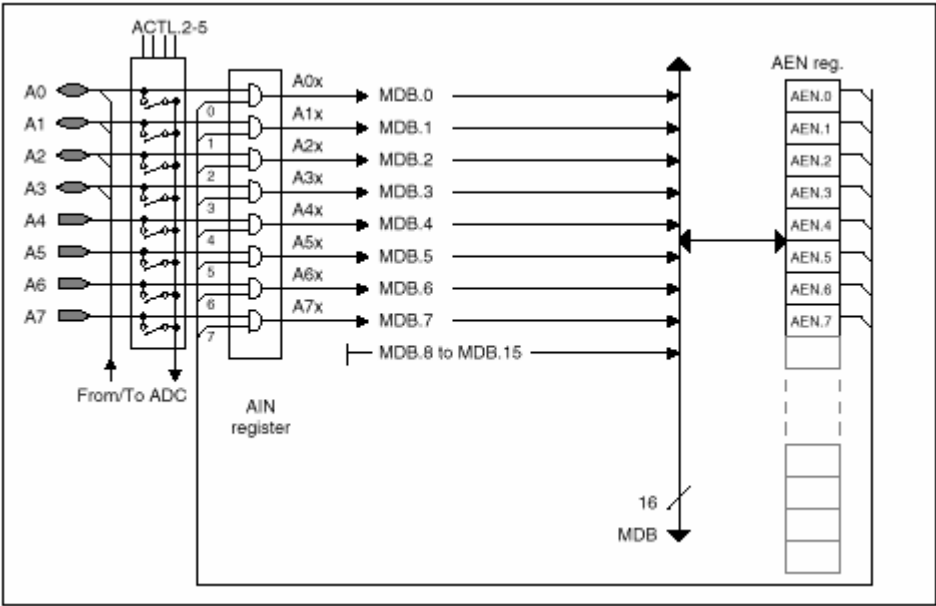 ACTL.2-5
AEN reg.
A0 A0x MDB.0 AEN.0
0
A1 A1x MDB.1 AEN.1
1
A2 A2x MDB.2 AEN.2
2
A3 A3x MDB.3 AEN.3
3
A4 A4x MDB.4 AEN.4
4
A5 A5x MDB.5 AEN.5
5
A6 A6x MDB.6 AEN.6
6
A7 A7x MDB.7 AEN.7
7
MDB.8 to MDB.15
From/To ADC
AIN
register
16
MDB